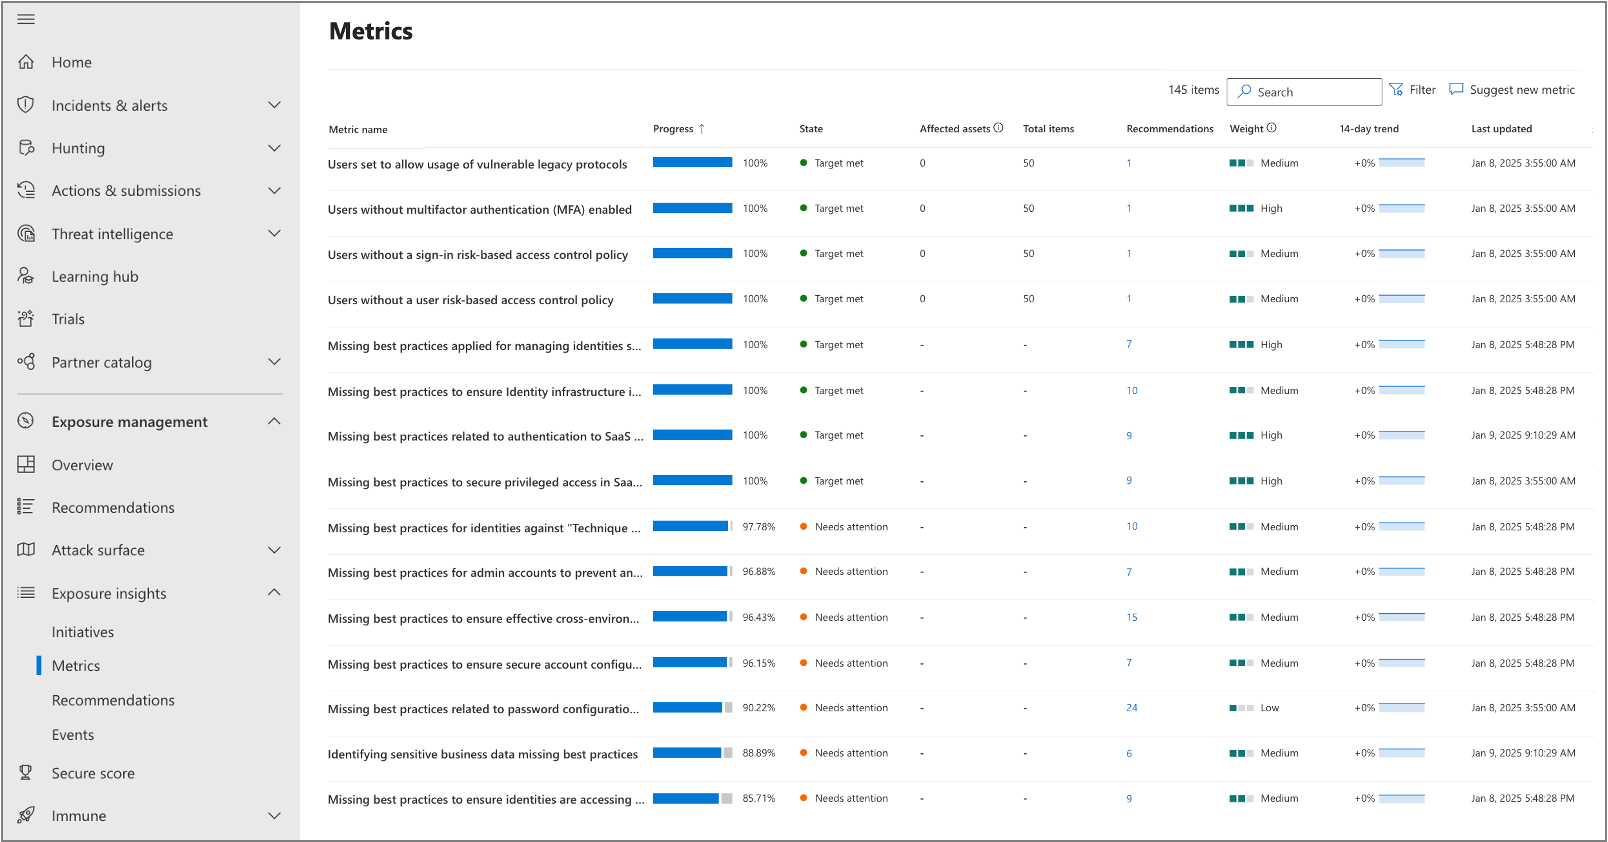 Home
Incidents & alerts
Hunting
Actions & submissions
Threat intelligence
Learning hub
Trials
Partner catalog
Exposure management
Overview
Recommendations
Attack surface
Exposure insights
Initiatives
Metrics
Recommendations
Events
Secure score
Immune
Metrics
145 items Search Filter Suggest new metric
Metric name Progress ↑ State Affected assets Total items Recommendations Weight 14-day trend Last updated
Users set to allow usage of vulnerable legacy protocols 100% Target met 0 50 1 Medium +0% Jan 8, 2025 3:55:00 AM
Users without multifactor authentication (MFA) enabled 100% Target met 0 50 1 High +0% Jan 8, 2025 3:55:00 AM
Users without a sign-in risk-based access control policy 100% Target met 0 50 1 Medium +0% Jan 8, 2025 3:55:00 AM
Users without a user risk-based access control policy 100% Target met 0 50 1 Medium +0% Jan 8, 2025 3:55:00 AM
Missing best practices applied for managing identities s... 100% Target met - - 7 High +0% Jan 8, 2025 5:48:28 PM
Missing best practices to ensure Identity infrastructure i... 100% Target met - - 10 Medium +0% Jan 8, 2025 5:48:28 PM
Missing best practices related to authentication to SaaS ... 100% Target met - - 9 High +0% Jan 9, 2025 9:10:29 AM
Missing best practices to secure privileged access in Saa... 100% Target met - - 9 High +0% Jan 8, 2025 3:55:00 AM
Missing best practices for identities against "Technique ... 97.78% Needs attention - - 10 Medium +0% Jan 8, 2025 5:48:28 PM
Missing best practices for admin accounts to prevent an... 96.88% Needs attention - - 7 Medium +0% Jan 8, 2025 5:48:28 PM
Missing best practices to ensure effective cross-environ... 96.43% Needs attention - - 15 Medium +0% Jan 8, 2025 5:48:28 PM
Missing best practices to ensure secure account configu... 96.15% Needs attention - - 7 Medium +0% Jan 8, 2025 5:48:28 PM
Missing best practices related to password configuratio... 90.22% Needs attention - - 24 Low +0% Jan 8, 2025 3:55:00 AM
Identifying sensitive business data missing best practices 88.89% Needs attention - - 6 Medium +0% Jan 9, 2025 9:10:29 AM
Missing best practices to ensure identities are accessing ... 85.71% Needs attention - - 9 Medium +0% Jan 8, 2025 5:48:28 PM